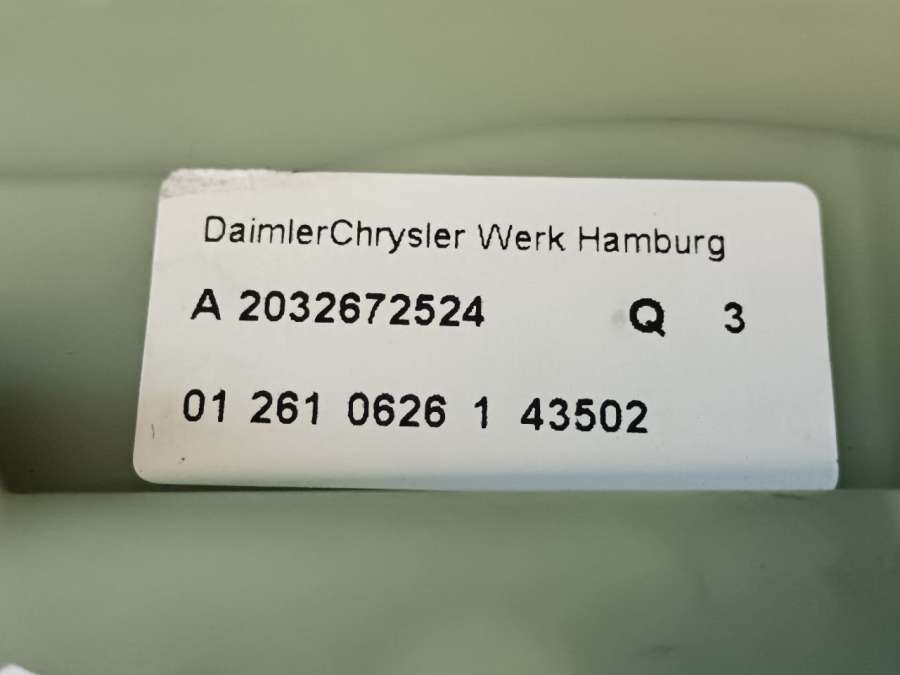 DaimlerChrysler Werk Hamburg
A 2032672524 Q 3
01 261 0626 1 43502